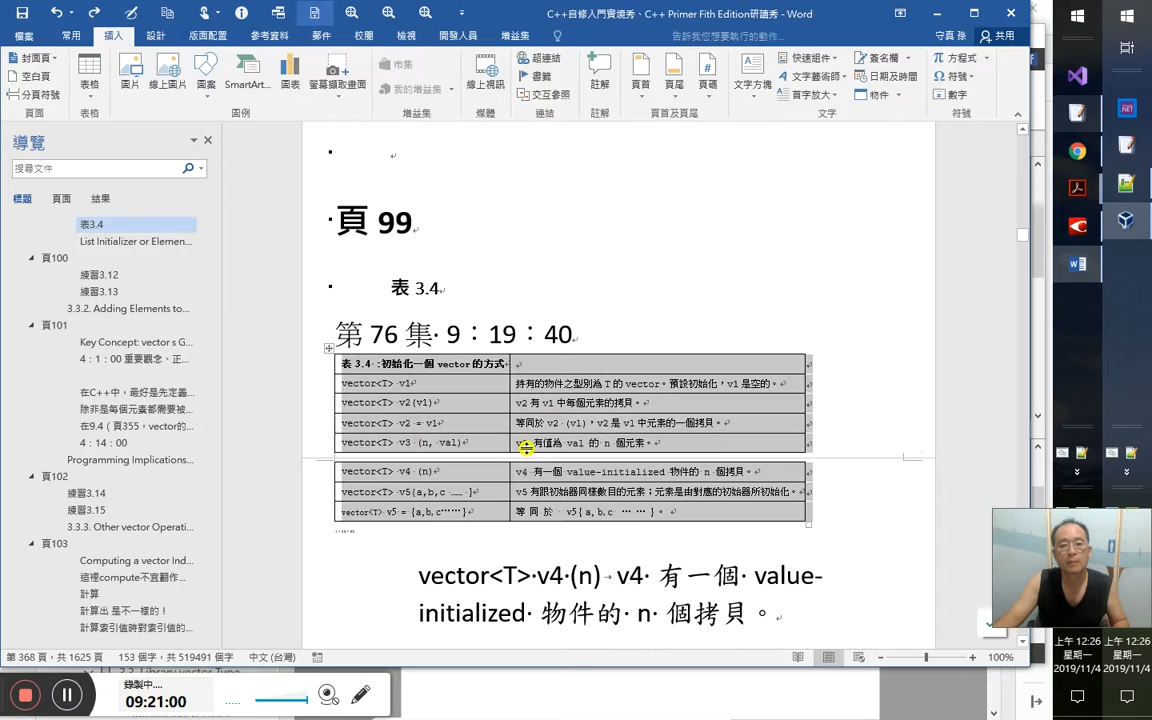 C++自修入門實境秀、C++ Primer Fith Edition研讀秀 - Word
檔案 常用 插入 設計 版面配置 參考資料 郵件 校閱 檢視 開發人員 增益集 告訴我您想要執行的動作... 守真 孫 共用
封面頁 空白頁 分頁符號 表格 圖片 線上圖片 圖案 SmartArt... 圖表 螢幕擷取畫面 市集 我的增益集 線上視訊 超連結 書籤 交互參照 註解 頁首 頁尾 頁碼 文字方塊 快速組件 文字藝術師 首字放大 簽名欄 日期及時間 物件 方程式 符號 數字
頁面 表格 圖例 增益集 媒體 連結 註解 頁首及頁尾 文字 符號
導覽
搜尋文件
標題 頁面 結果
表3.4
List Initializer or Elemen...
頁100
練習3.12
練習3.13
3.3.2. Adding Elements to...
頁101
Key Concept: vector s G...
4：1：00 重要觀念、正...
在C++中，最好是先定義...
除非是每個元素都需要被...
在9.4（頁355，vector的...
4：14：00
Programming Implications...
頁102
練習3.14
練習3.15
3.3.3. Other vector Operati...
頁103
Computing a vector Ind...
這裡compute不宜翻作...
計算
計算出 是不一樣的！
計算索引值時對索引值的...
頁 99
表 3.4
第 76 集 9：19：40
表 3.4 :初始化一個 vector 的方式
vector<T> v1 持有的物件之型別為 T 的 vector。預設初始化，v1 是空的。
vector<T> v2(v1) v2 有 v1 中每個元素的拷貝。
vector<T> v2 = v1 等同於 v2 (v1)，v2 是 v1 中元素的一個拷貝。
vector<T> v3 (n, val) 有值為 val 的 n 個元素。
vector<T> v4 (n) v4 有一個 value-initialized 物件的 n 個拷貝。
vector<T> v5{a,b,c ……} v5 有跟初始器同樣數目的元素；元素是由對應的初始器所初始化。
vector<T> v5 = {a,b,c……} 等同於 v5{a,b,c ……}。
vector<T> v4 (n) v4 有一個 value-
initialized 物件的 n 個拷貝。
第 368 頁，共 1625 頁 153 個字，共 519491 個字 中文 (台灣) 100%
錄製中...
09:21:00
上午 12:26 上午 12:26
星期一 星期一
2019/11/4 2019/11/4